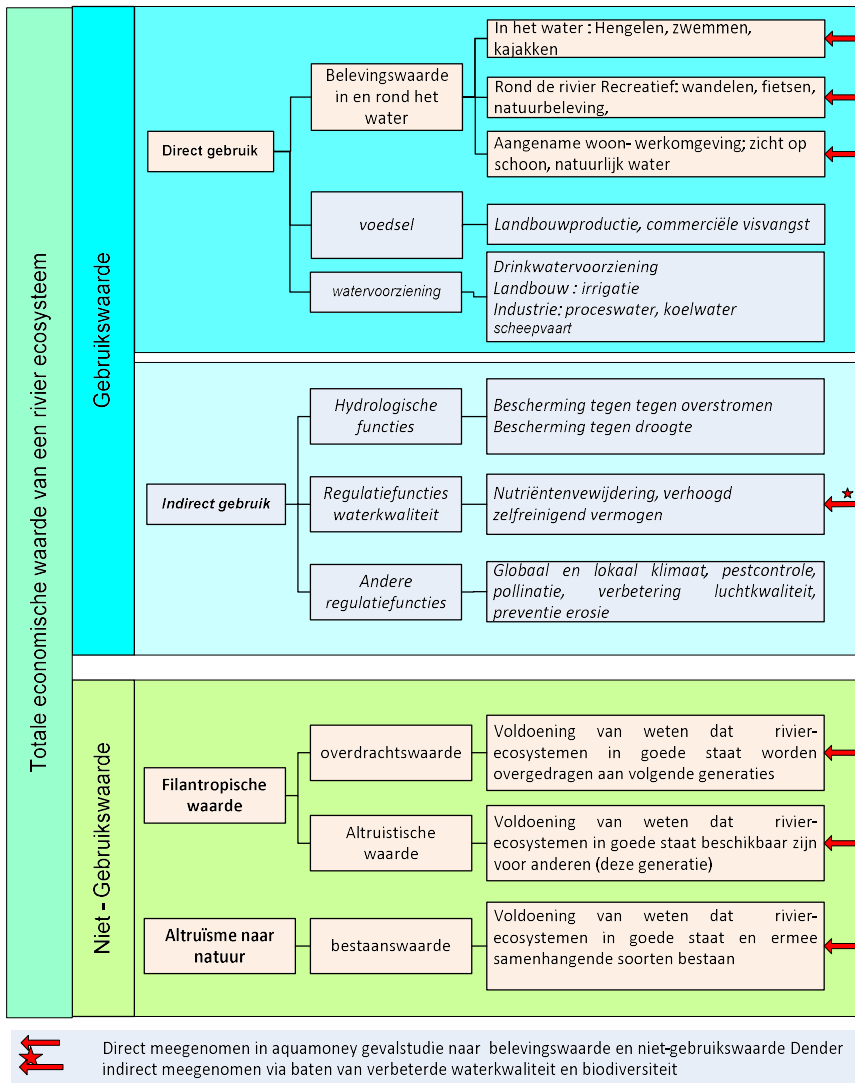 Totale economische waarde van een rivier ecosysteem
Gebruikswaarde
Direct gebruik
Belevingswaarde
in en rond het
water
In het water : Hengelen, zwemmen,
kajakken
Rond de rivier Recreatief: wandelen, fietsen,
natuurbeleving,
Aangename woon- werkomgeving; zicht op
schoon, natuurlijk water
voedsel
Landbouwproductie, commerciële visvangst
watervoorziening
Drinkwatervoorziening
Landbouw : irrigatie
Industrie: proceswater, koelwater
scheepvaart
Indirect gebruik
Hydrologische
functies
Bescherming tegen tegen overstromen
Bescherming tegen droogte
Regulatiefuncties
waterkwaliteit
Nutriëntenvewijdering, verhoogd
zelfreinigend vermogen
Andere
regulatiefuncties
Globaal en lokaal klimaat, pestcontrole,
pollinatie, verbetering luchtkwaliteit,
preventie erosie
Niet - Gebruikswaarde
Filantropische
waarde
overdrachtswaarde
Voldoening van weten dat rivier-
ecosystemen in goede staat worden
overgedragen aan volgende generaties
Altruistische
waarde
Voldoening van weten dat rivier-
ecosystemen in goede staat beschikbaar zijn
voor anderen (deze generatie)
Altruïsme naar
natuur
bestaanswaarde
Voldoening van weten dat rivier-
ecosystemen in goede staat en ermee
samenhangende soorten bestaan
Direct meegenomen in aquamoney gevalstudie naar belevingswaarde en niet-gebruikswaarde Dender
indirect meegenomen via baten van verbeterde waterkwaliteit en biodiversiteit